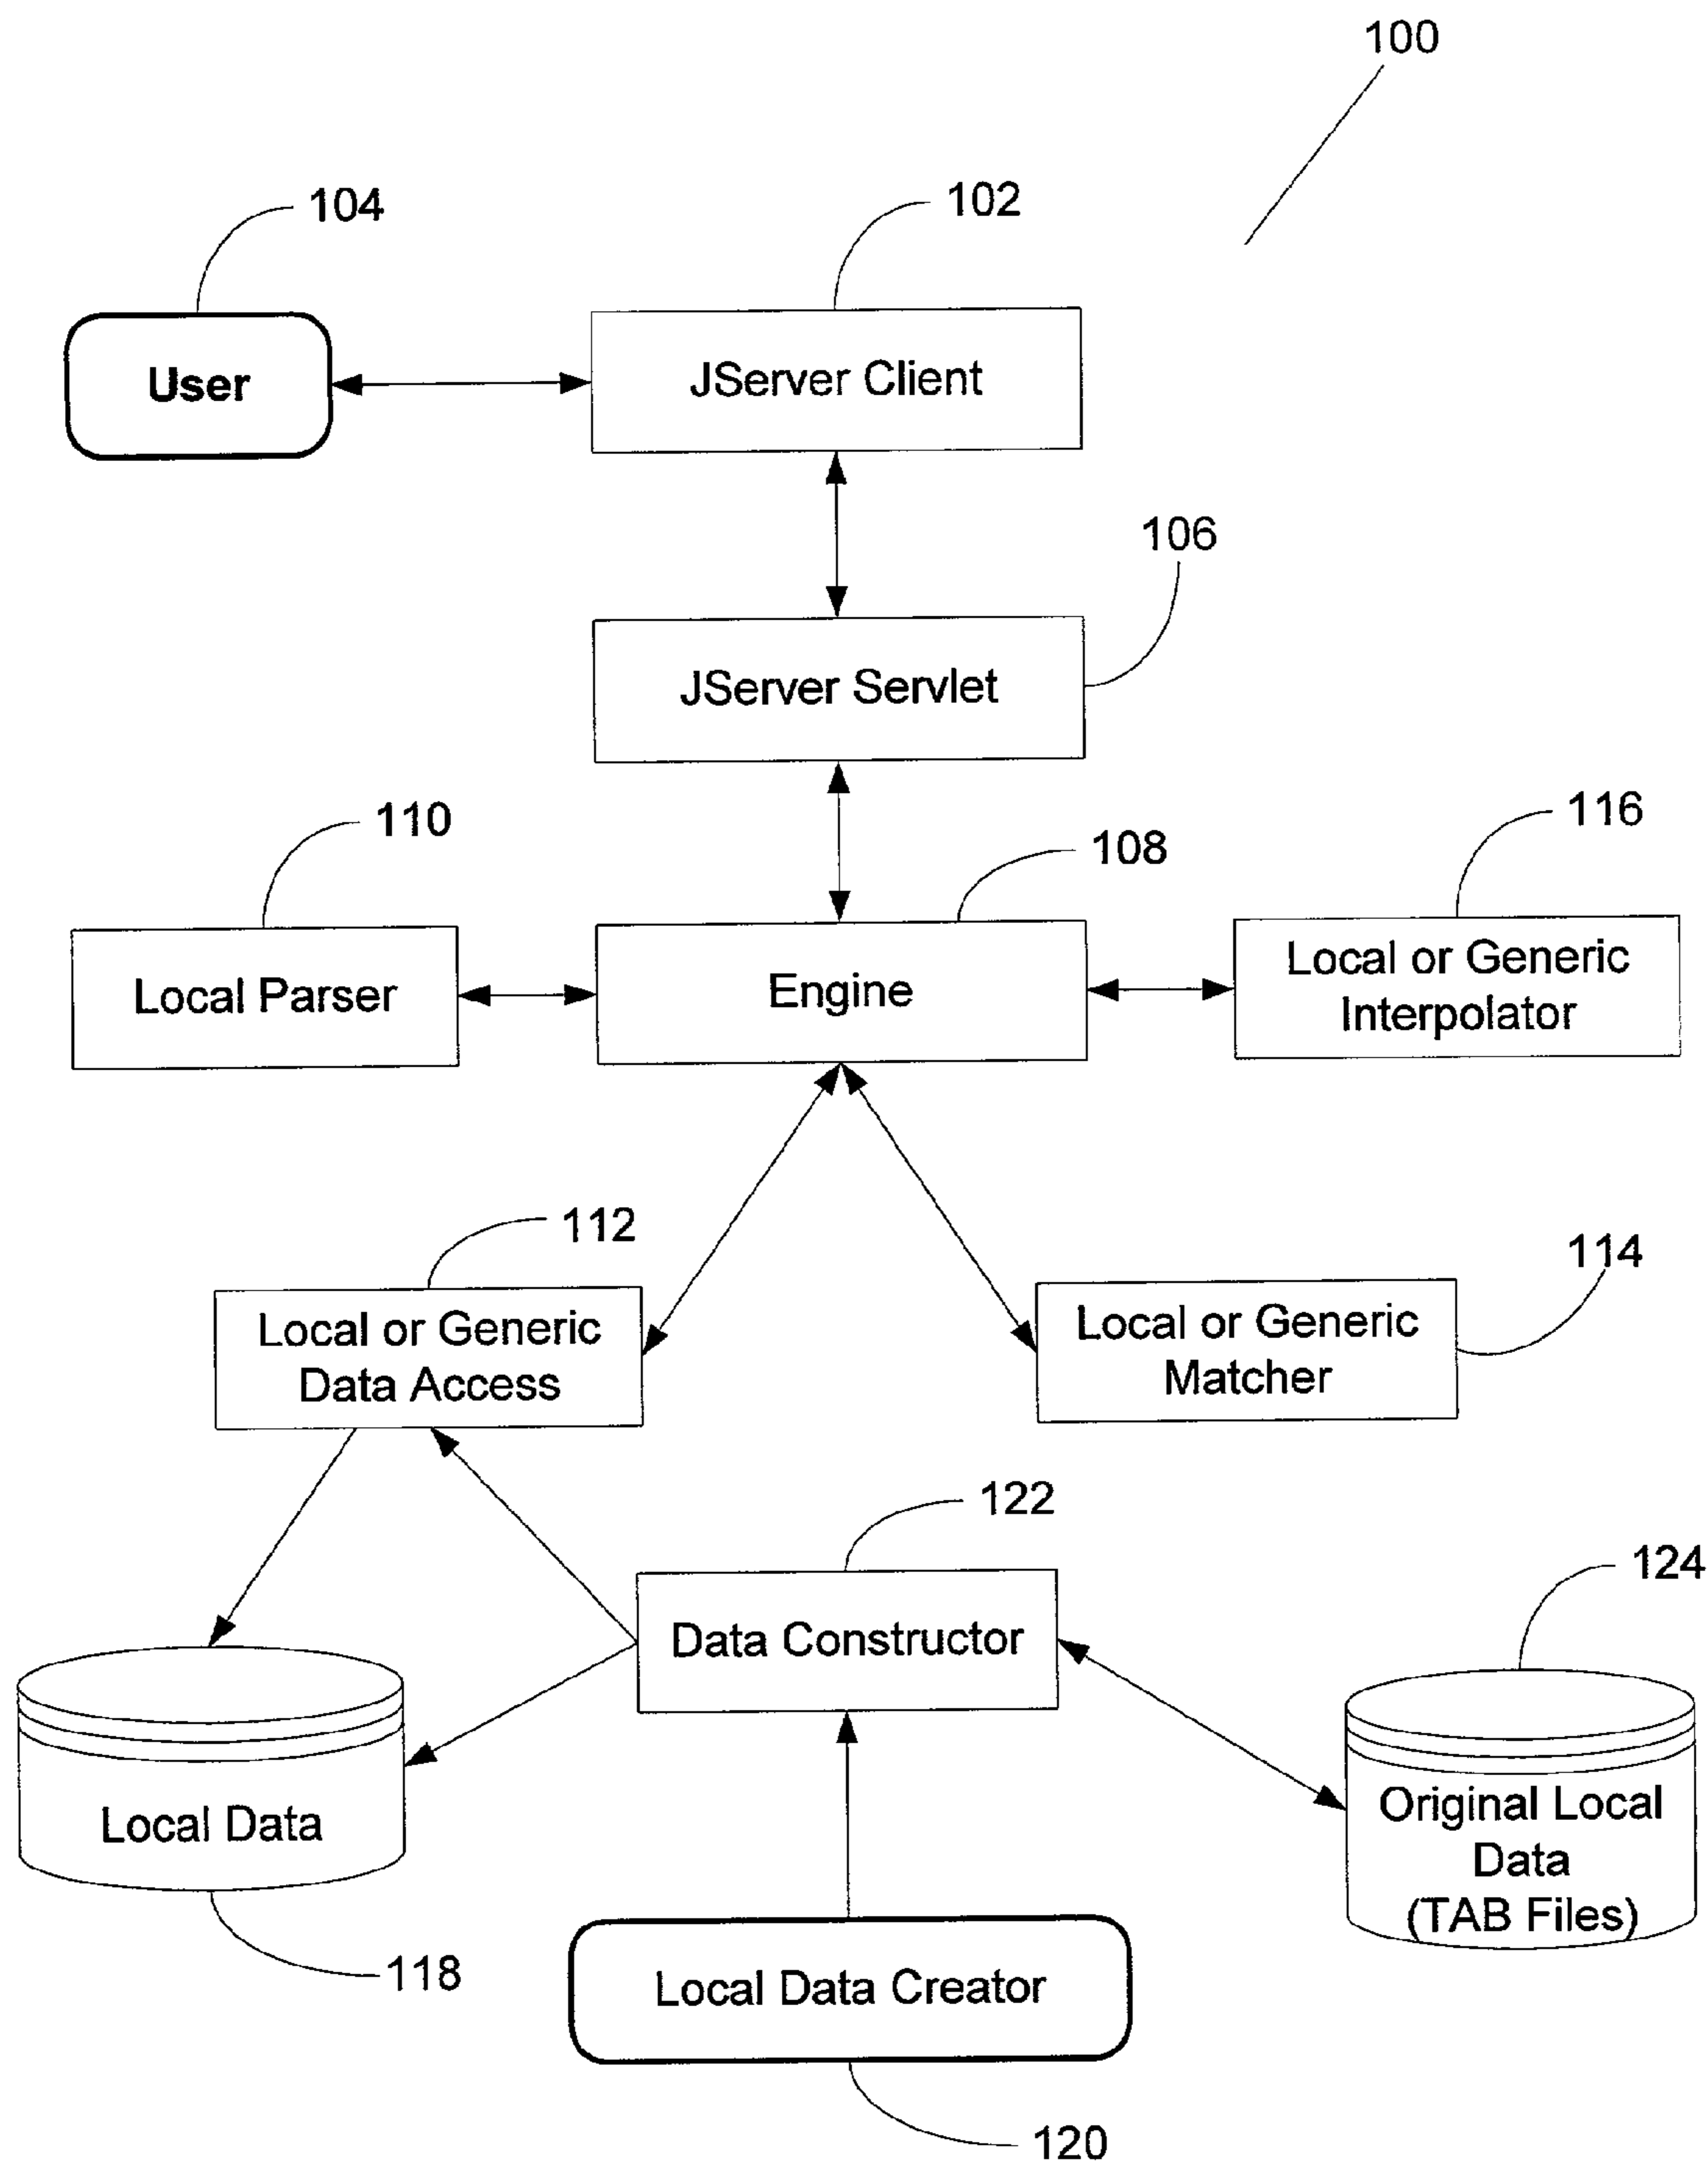 100
104
102
User
JServer Client
106
JServer Servlet
110
108
116
Local Parser
Engine
Local or Generic
Interpolator
112
114
Local or Generic
Data Access
Local or Generic
Matcher
122
124
Data Constructor
Local Data
Original Local
Data
(TAB Files)
118
Local Data Creator
120